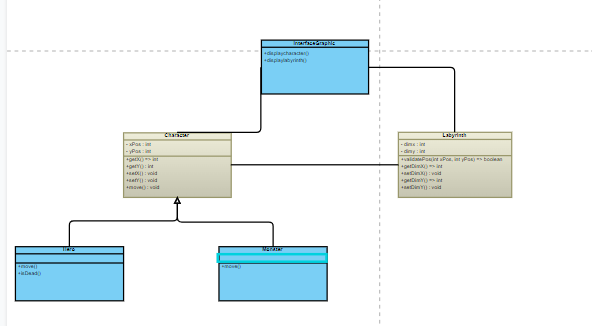 InterfaceGraphic
+displaycharacter()
+displaylabyrinth()
Character
- xPos : int
- yPos : int
+getX() => int
+getY() : int
+setX() : void
+setY() : void
+move() : void
Labyrinth
- dimx : int
- dimy : int
+validatePos(int xPos, int yPos) => boolean
+getDimX() => int
+setDimX() : void
+getDimY() => int
+setDimY() : void
Hero
+move()
+isDead()
Monster
+move()